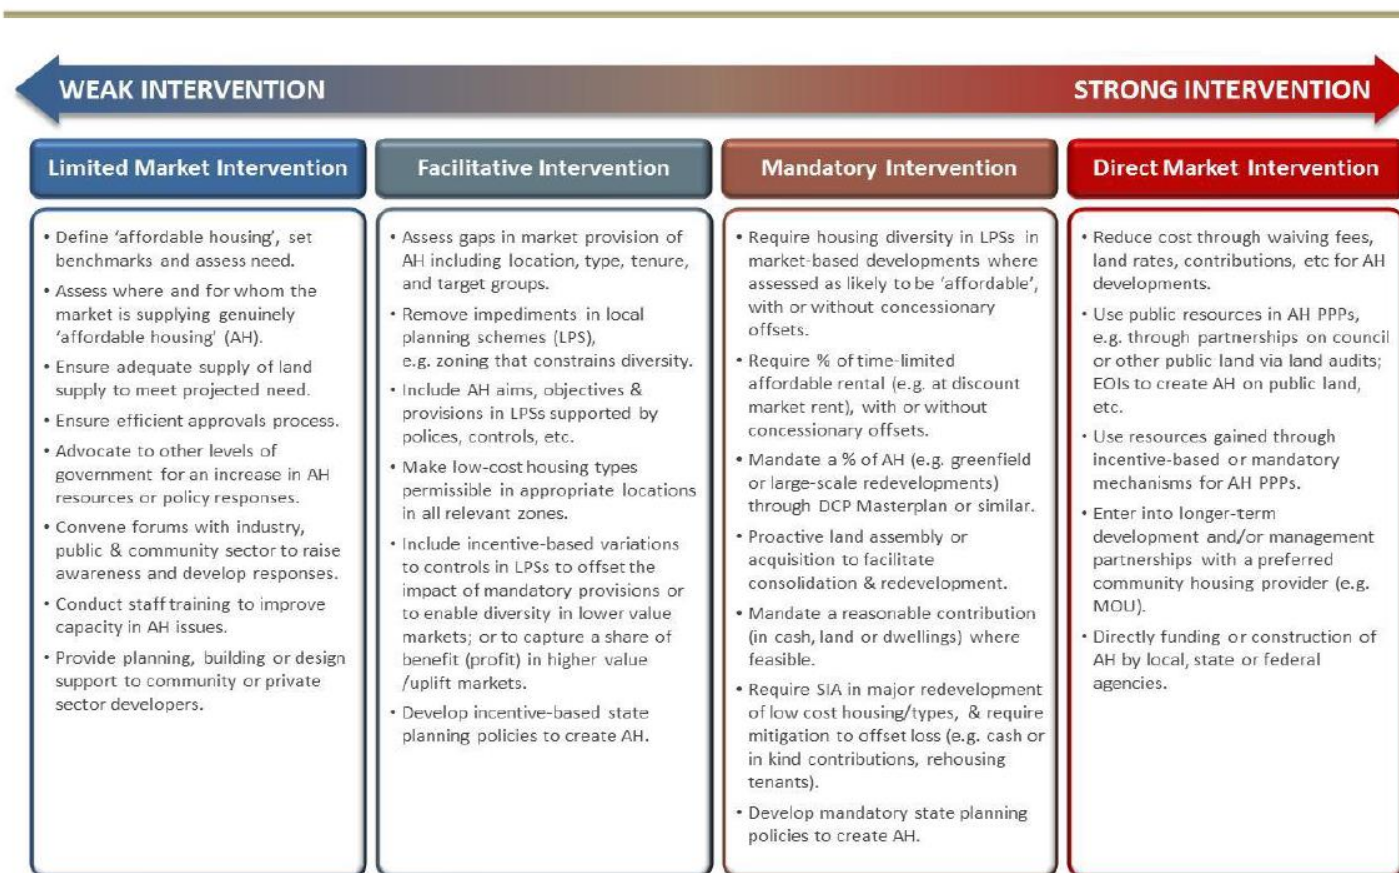 WEAK INTERVENTION
STRONG INTERVENTION
Limited Market Intervention
• Define ‘affordable housing’, set
benchmarks and assess need.
• Assess where and for whom the
market is supplying genuinely
‘affordable housing’ (AH).
• Ensure adequate supply of land
supply to meet projected need.
• Ensure efficient approvals process.
• Advocate to other levels of
government for an increase in AH
resources or policy responses.
• Convene forums with industry,
public & community sector to raise
awareness and develop responses.
• Conduct staff training to improve
capacity in AH issues.
• Provide planning, building or design
support to community or private
sector developers.
Facilitative Intervention
• Assess gaps in market provision of
AH including location, type, tenure,
and target groups.
• Remove impediments in local
planning schemes (LPS),
e.g. zoning that constrains diversity.
• Include AH aims, objectives &
provisions in LPSs supported by
polices, controls, etc.
• Make low-cost housing types
permissible in appropriate locations
in all relevant zones.
• Include incentive-based variations
to controls in LPSs to offset the
impact of mandatory provisions or
to enable diversity in lower value
markets; or to capture a share of
benefit (profit) in higher value
/uplift markets.
• Develop incentive-based state
planning policies to create AH.
Mandatory Intervention
• Require housing diversity in LPSs in
market-based developments where
assessed as likely to be ‘affordable’,
with or without concessionary
offsets.
• Require % of time-limited
affordable rental (e.g. at discount
market rent), with or without
concessionary offsets.
• Mandate a % of AH (e.g. greenfield
or large-scale redevelopments)
through DCP Masterplan or similar.
• Proactive land assembly or
acquisition to facilitate
consolidation & redevelopment.
• Mandate a reasonable contribution
(in cash, land or dwellings) where
feasible.
• Require SIA in major redevelopment
of low cost housing/types, & require
mitigation to offset loss (e.g. cash or
in kind contributions, rehousing
tenants).
• Develop mandatory state planning
policies to create AH.
Direct Market Intervention
• Reduce cost through waiving fees,
land rates, contributions, etc for AH
developments.
• Use public resources in AH PPPs,
e.g. through partnerships on council
or other public land via land audits;
EOIs to create AH on public land,
etc.
• Use resources gained through
incentive-based or mandatory
mechanisms for AH PPPs.
• Enter into longer-term
development and/or management
partnerships with a preferred
community housing provider (e.g.
MOU).
• Directly funding or construction of
AH by local, state or federal
agencies.